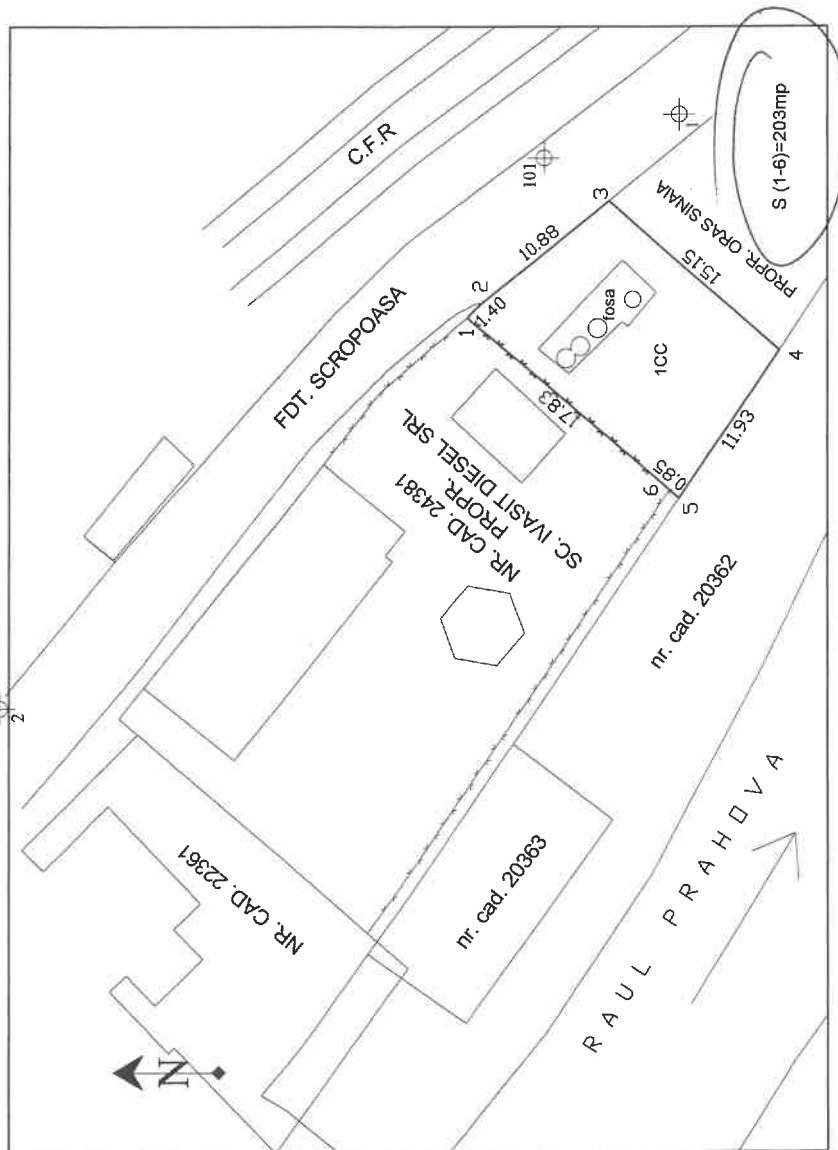 2
C.F.R
101
1
S (1-6)=203mp
FDT. SCROPOASA
1
2
3
1.40
10.88
PROPR. ORAS SINAIA
15.15
fosa
1CC
17.83
NR. CAD. 24381
PROPR.
SC. IVASIT DIESEL SRL
6
0.85
5
11.93
4
nr. cad. 20362
NR. CAD. 22361
nr. cad. 20363
RAUL PRAHOVA
N